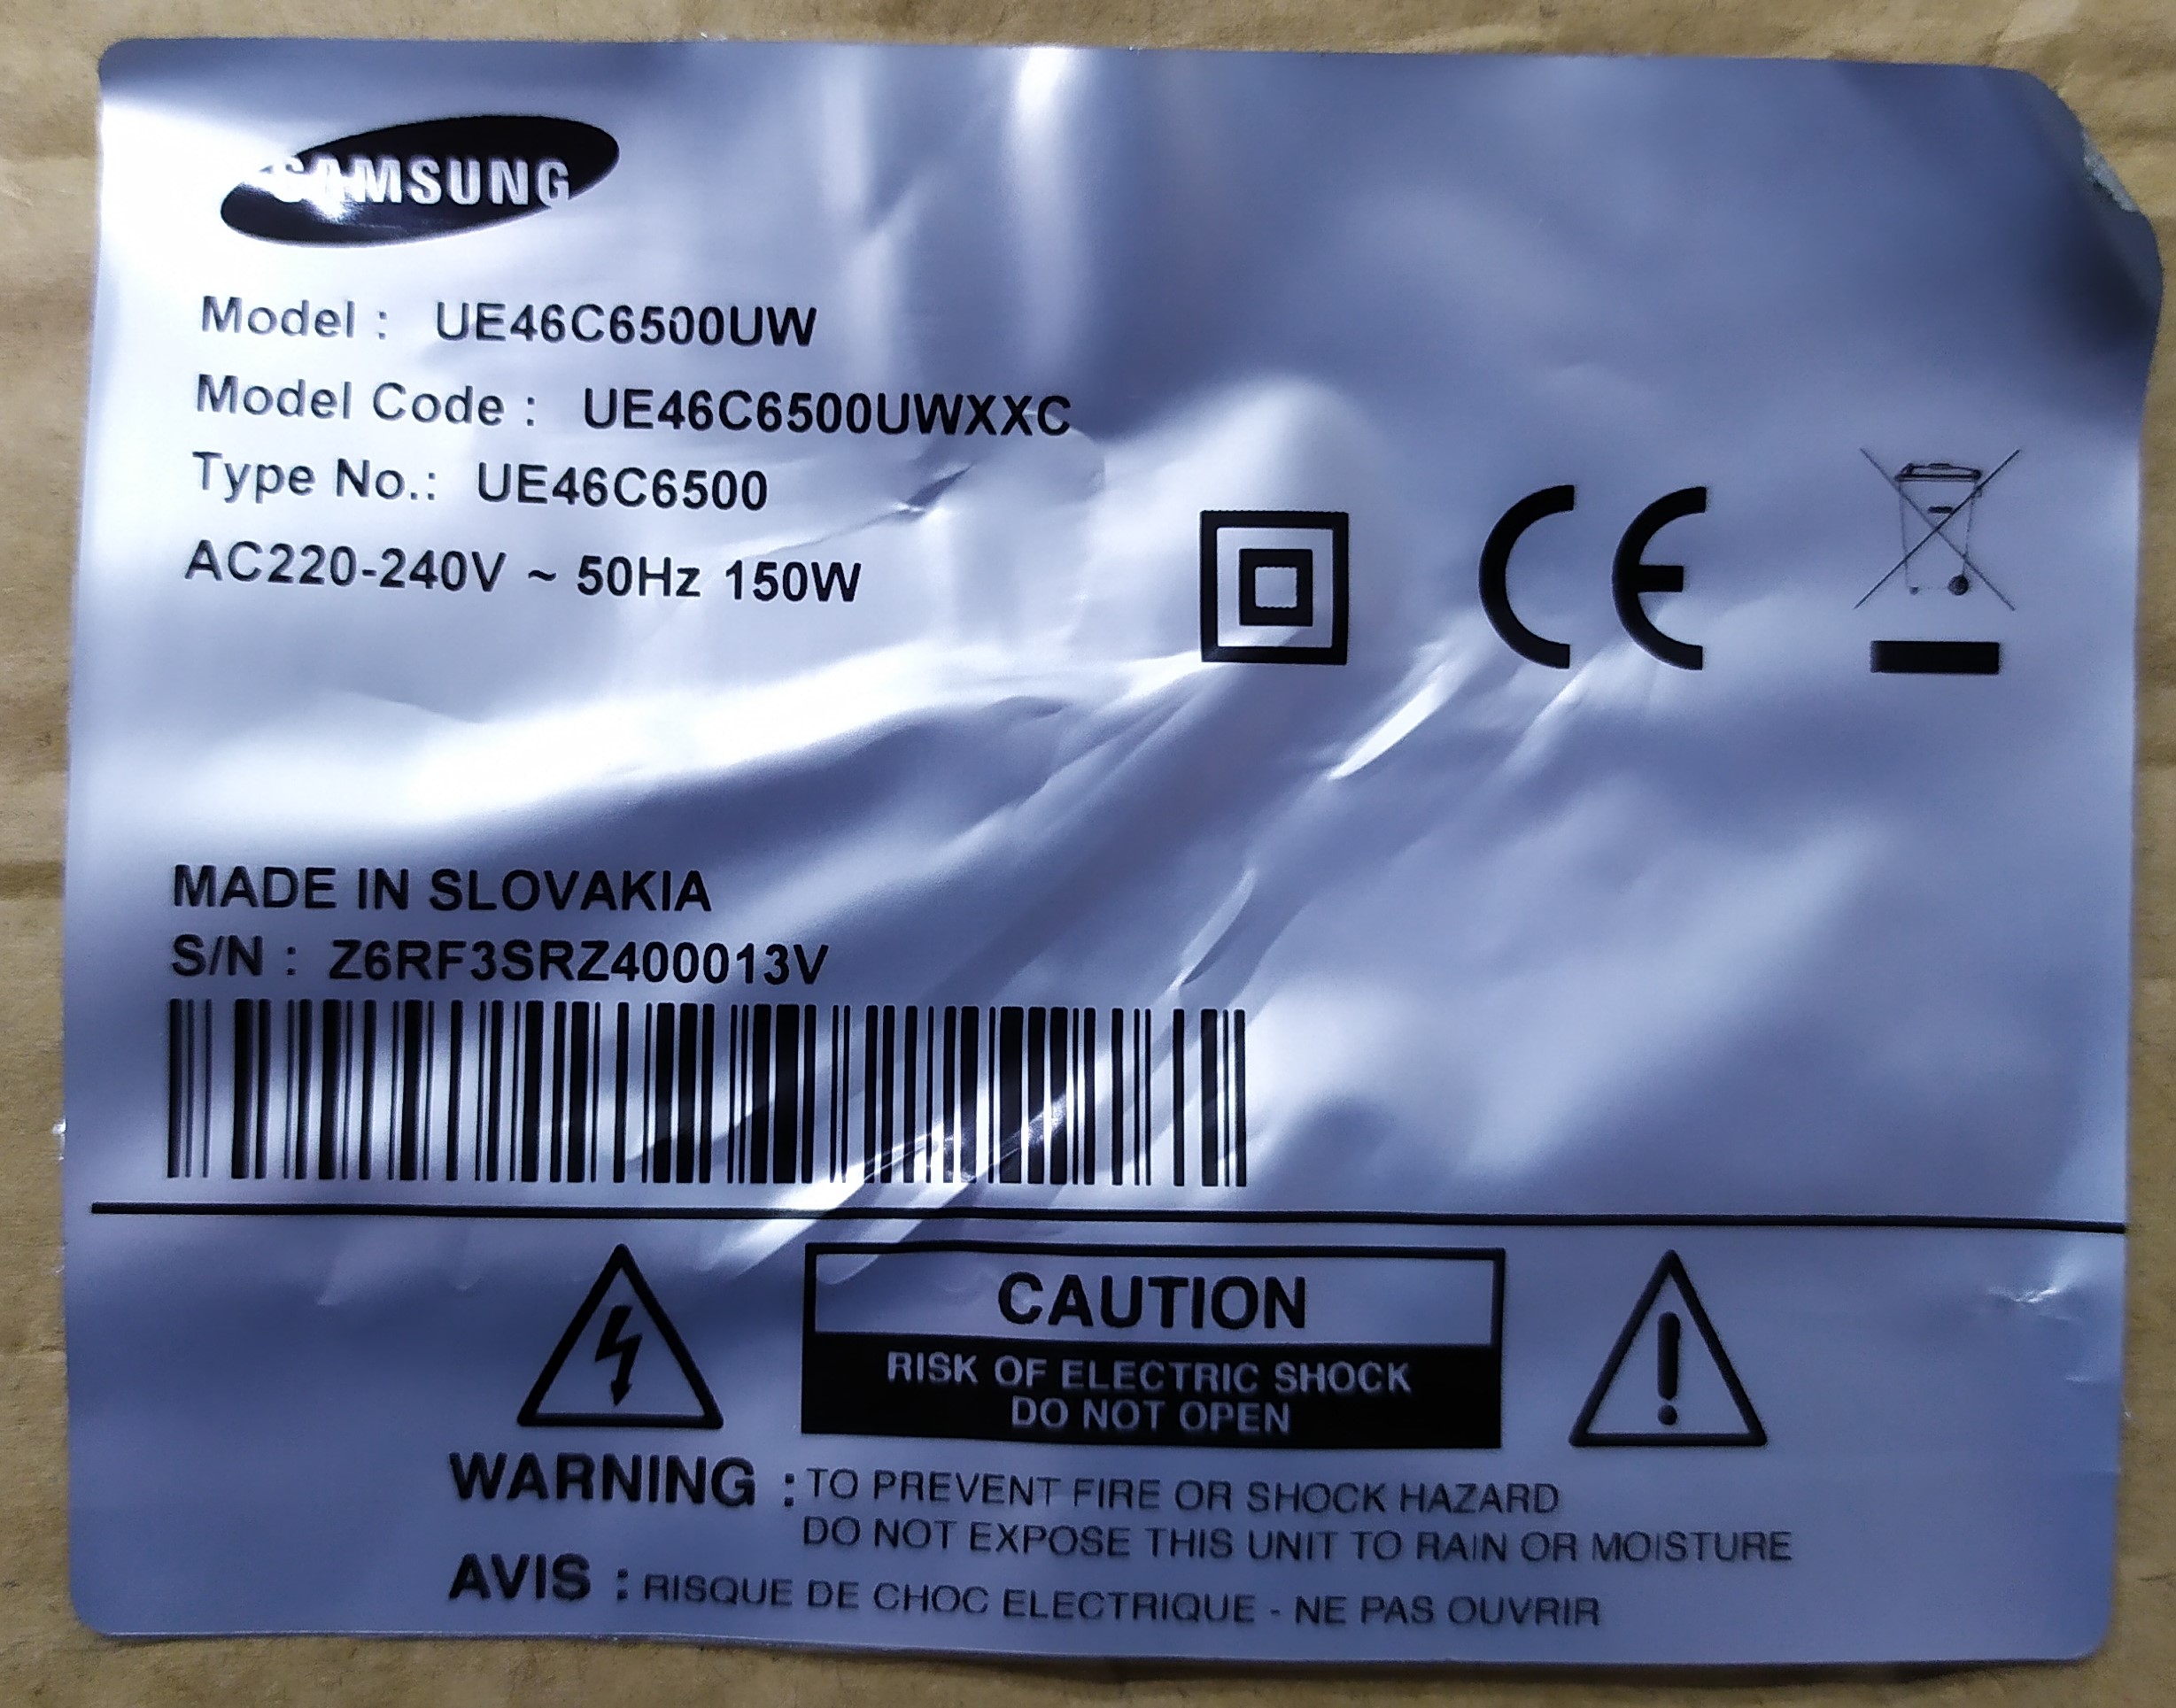 SAMSUNG
Model : UE46C6500UW
Model Code : UE46C6500UWXXC
Type No.: UE46C6500
AC220-240V ~ 50Hz 150W
CE
MADE IN SLOVAKIA
S/N : Z6RF3SRZ400013V
CAUTION
RISK OF ELECTRIC SHOCK
DO NOT OPEN
WARNING : TO PREVENT FIRE OR SHOCK HAZARD
DO NOT EXPOSE THIS UNIT TO RAIN OR MOISTURE
AVIS : RISQUE DE CHOC ELECTRIQUE - NE PAS OUVRIR